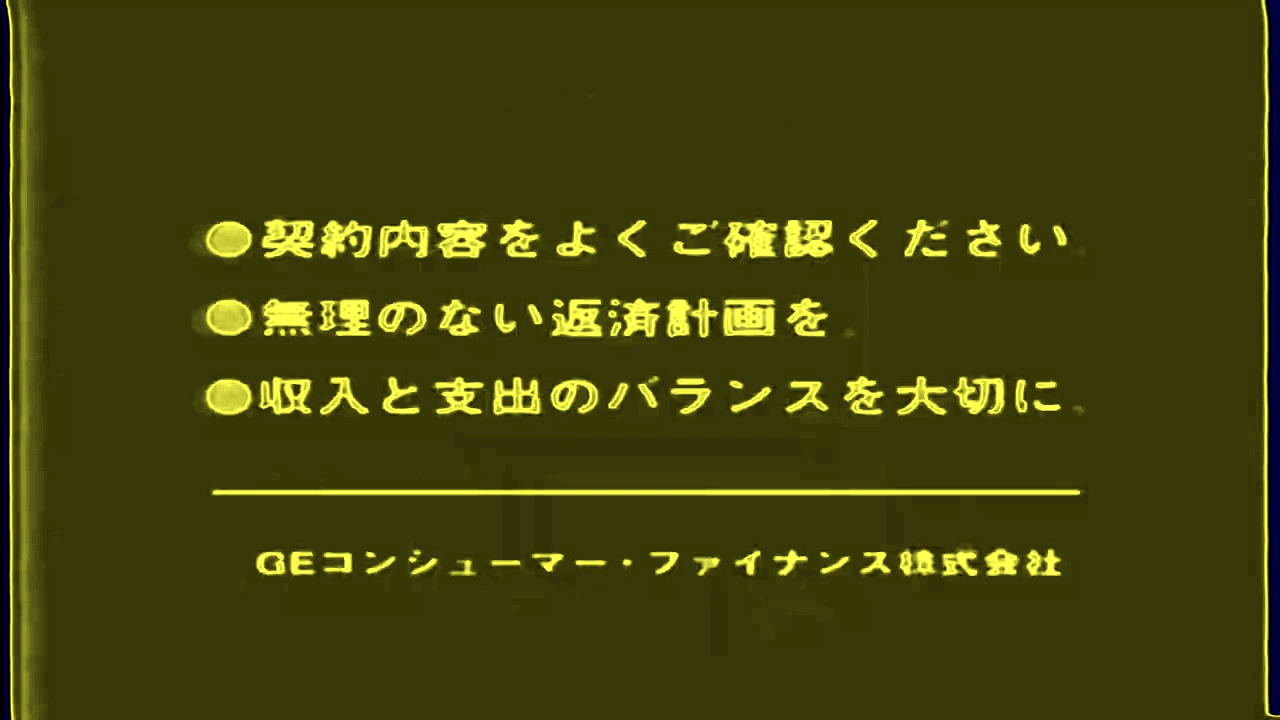 ●契約内容をよくご確認ください
●無理のない返済計画を
●収入と支出のバランスを大切に
GEコンシューマー・ファイナンス株式会社